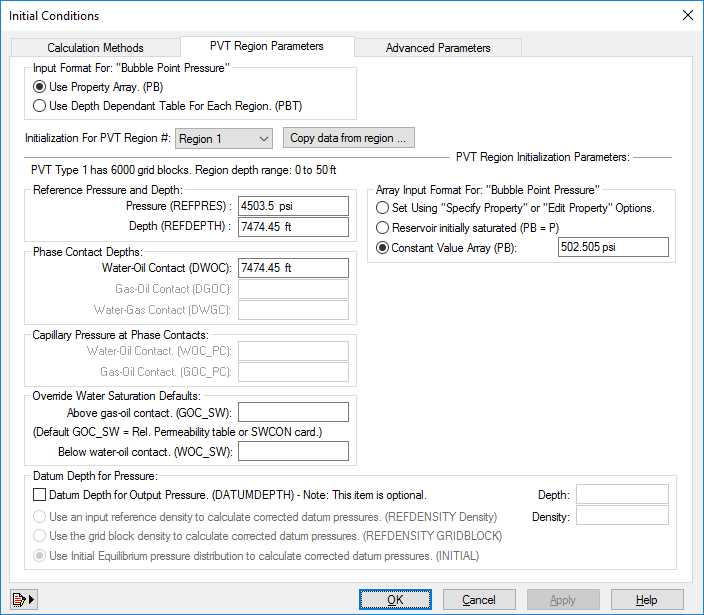 Initial Conditions
Calculation Methods
PVT Region Parameters
Advanced Parameters
Input Format For: "Bubble Point Pressure"
Use Property Array. (PB)
Use Depth Dependant Table For Each Region. (PBT)
Initialization For PVT Region #: Region 1 Copy data from region ...
PVT Region Initialization Parameters:
PVT Type 1 has 6000 grid blocks. Region depth range: 0 to 50 ft
Reference Pressure and Depth:
Pressure (REFPRES) : 4503.5 psi
Depth (REFDEPTH) : 7474.45 ft
Array Input Format For: "Bubble Point Pressure"
Set Using "Specify Property" or "Edit Property" Options.
Reservoir initially saturated (PB = P)
Constant Value Array (PB): 502.505 psi
Phase Contact Depths:
Water-Oil Contact (DWOC): 7474.45 ft
Gas-Oil Contact (DGOC):
Water-Gas Contact (DWGC):
Capillary Pressure at Phase Contacts:
Water-Oil Contact. (WOC_PC):
Gas-Oil Contact. (GOC_PC):
Override Water Saturation Defaults:
Above gas-oil contact. (GOC_SW):
(Default GOC_SW = Rel. Permeability table or SWCON card.)
Below water-oil contact. (WOC_SW):
Datum Depth for Pressure:
Datum Depth for Output Pressure. (DATUMDEPTH) - Note: This item is optional. Depth:
Use an input reference density to calculate corrected datum pressures. (REFDENSITY Density) Density:
Use the grid block density to calculate corrected datum pressures. (REFDENSITY GRIDBLOCK)
Use Initial Equilibrium pressure distribution to calculate corrected datum pressures. (INITIAL)
OK Cancel Apply Help